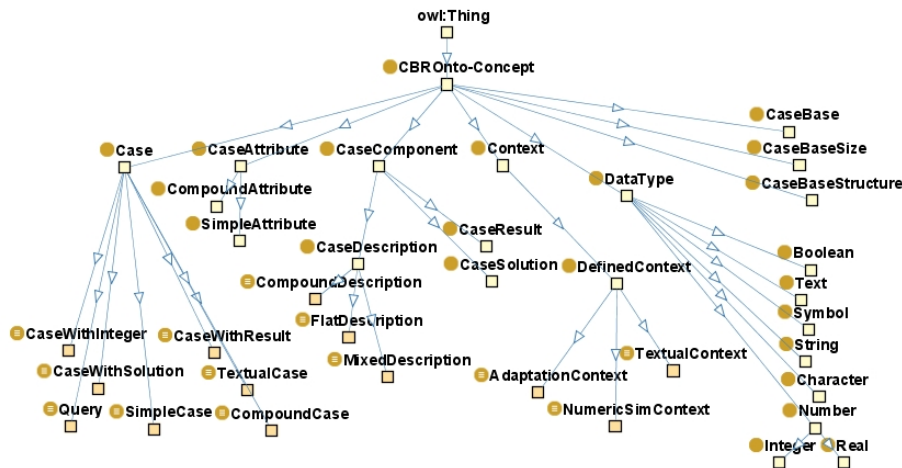 owl:Thing
CBROnto-Concept
CaseBase
Case
CaseAttribute
CaseComponent
Context
CaseBaseSize
CompoundAttribute
DataType
CaseBaseStructure
SimpleAttribute
CaseResult
CaseDescription
Boolean
CaseSolution
DefinedContext
CompoundDescription
Text
FlatDescription
Symbol
CaseWithInteger
CaseWithResult
String
MixedDescription
TextualContext
CaseWithSolution
TextualCase
AdaptationContext
Character
Query
SimpleCase
CompoundCase
NumericSimContext
Number
Integer
Real